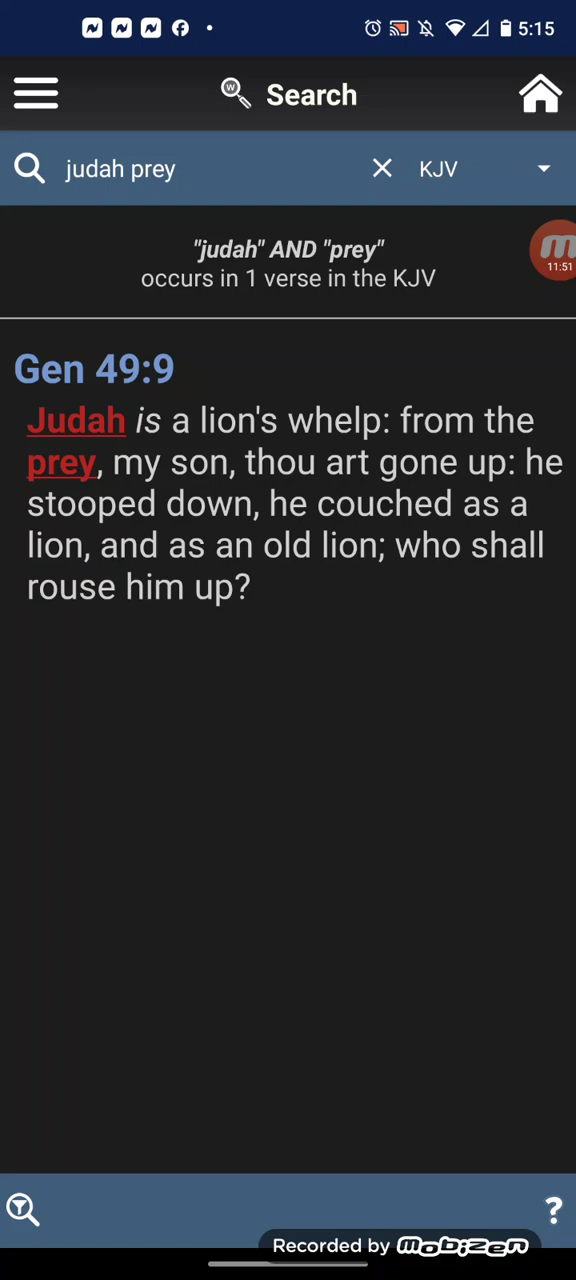 5:15
Search
judah prey
KJV
"judah" AND "prey"
occurs in 1 verse in the KJV
11:51
Gen 49:9
Judah is a lion's whelp: from the
prey, my son, thou art gone up: he
stooped down, he couched as a
lion, and as an old lion; who shall
rouse him up?
?
Recorded by mobizen